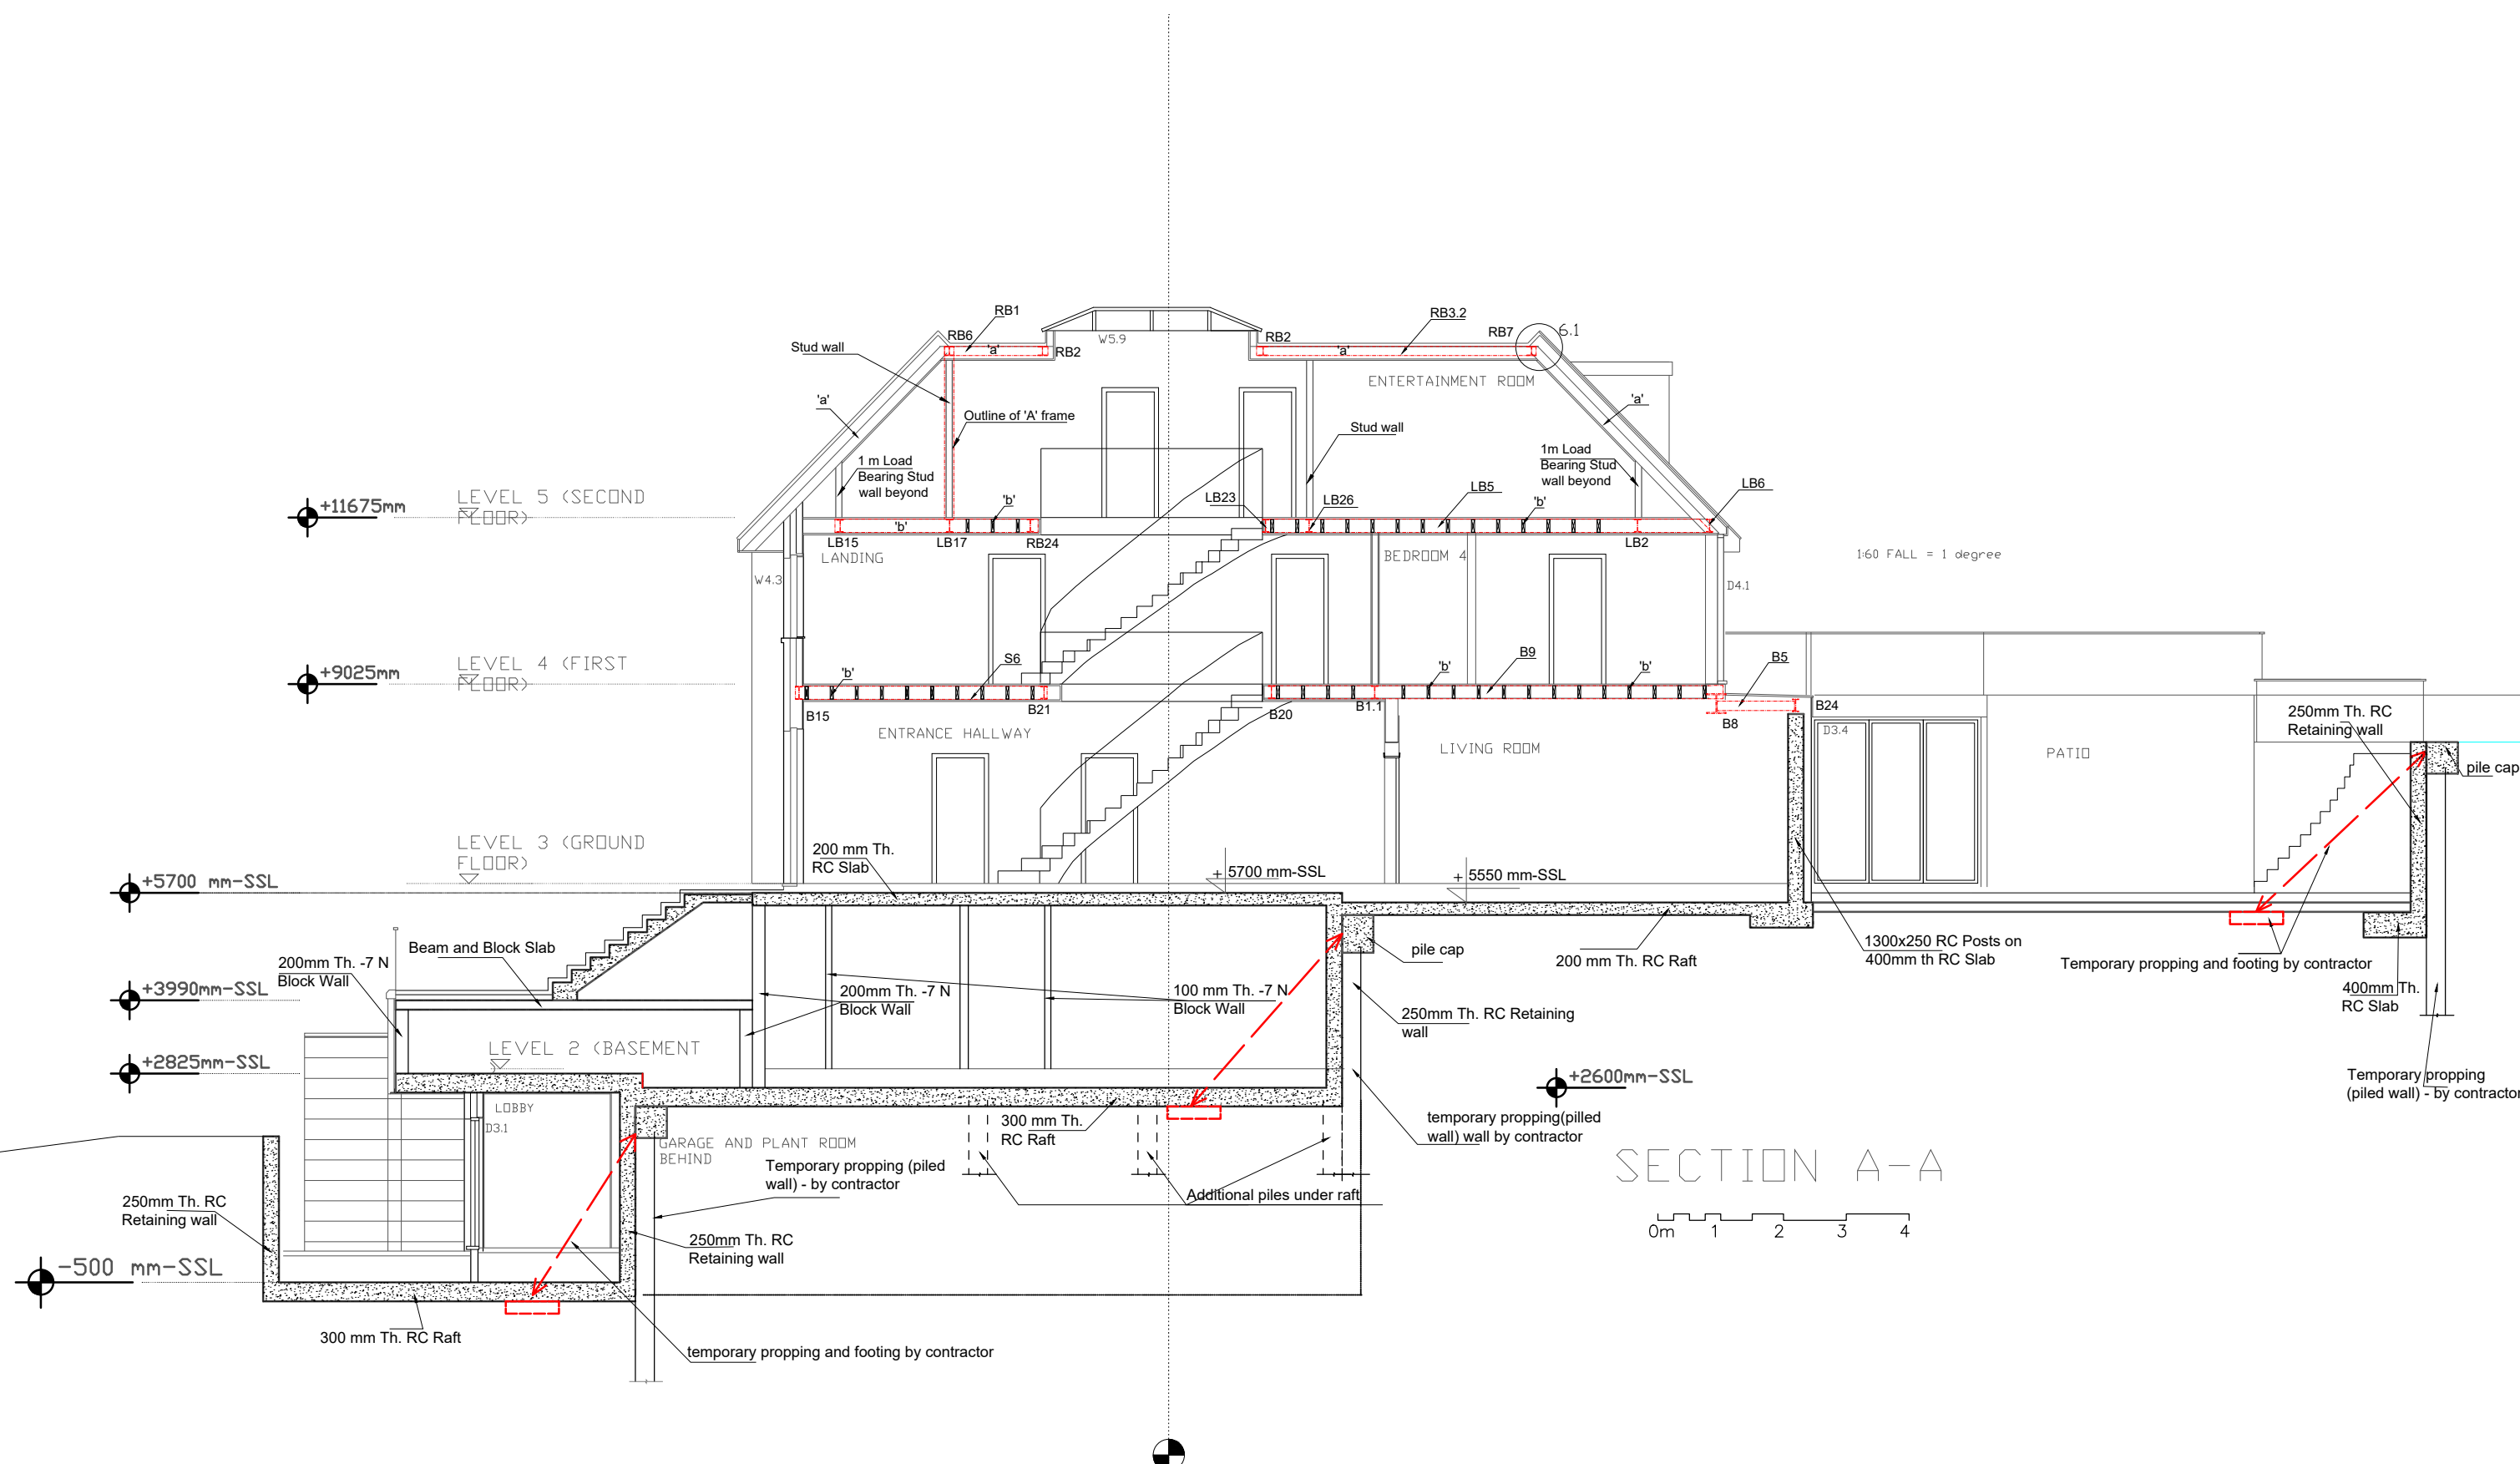 RB1
RB6
'a'
RB2
W5.9
RB2
'a'
RB3.2
RB7
6.1
Stud wall
ENTERTAINMENT ROOM
'a'
'a'
Outline of 'A' frame
Stud wall
1 m Load
Bearing Stud
wall beyond
1m Load
Bearing Stud
wall beyond
+11675mm
LEVEL 5 (SECOND
FLOOR)
'b'
'b'
LB23
LB26
LB5
'b'
LB6
LB15
LB17
RB24
LB2
LANDING
BEDROOM 4
1:60 FALL = 1 degree
W4.3
D4.1
+9025mm
LEVEL 4 (FIRST
FLOOR)
'b'
S6
'b'
B9
'b'
B5
B15
B21
B20
B1.1
B8
B24
250mm Th. RC
Retaining wall
D3.4
ENTRANCE HALLWAY
LIVING ROOM
PATIO
pile cap
LEVEL 3 (GROUND
FLOOR)
200 mm Th.
RC Slab
+5700 mm-SSL
5700 mm-SSL
5550 mm-SSL
Beam and Block Slab
200mm Th. -7 N
Block Wall
pile cap
200 mm Th. RC Raft
1300x250 RC Posts on
400mm th RC Slab
Temporary propping and footing by contractor
400mm Th.
RC Slab
+3990mm-SSL
200mm Th. -7 N
Block Wall
100 mm Th. -7 N
Block Wall
250mm Th. RC Retaining
wall
LEVEL 2 (BASEMENT
+2825mm-SSL
+2600mm-SSL
Temporary propping
(piled wall) - by contractor
LOBBY
D3.1
300 mm Th.
RC Raft
temporary propping(pilled
wall) wall by contractor
GARAGE AND PLANT ROOM
BEHIND
Temporary propping (piled
wall) - by contractor
SECTION A-A
Additional piles under raft
250mm Th. RC
Retaining wall
250mm Th. RC
Retaining wall
0m 1 2 3 4
-500 mm-SSL
300 mm Th. RC Raft
temporary propping and footing by contractor